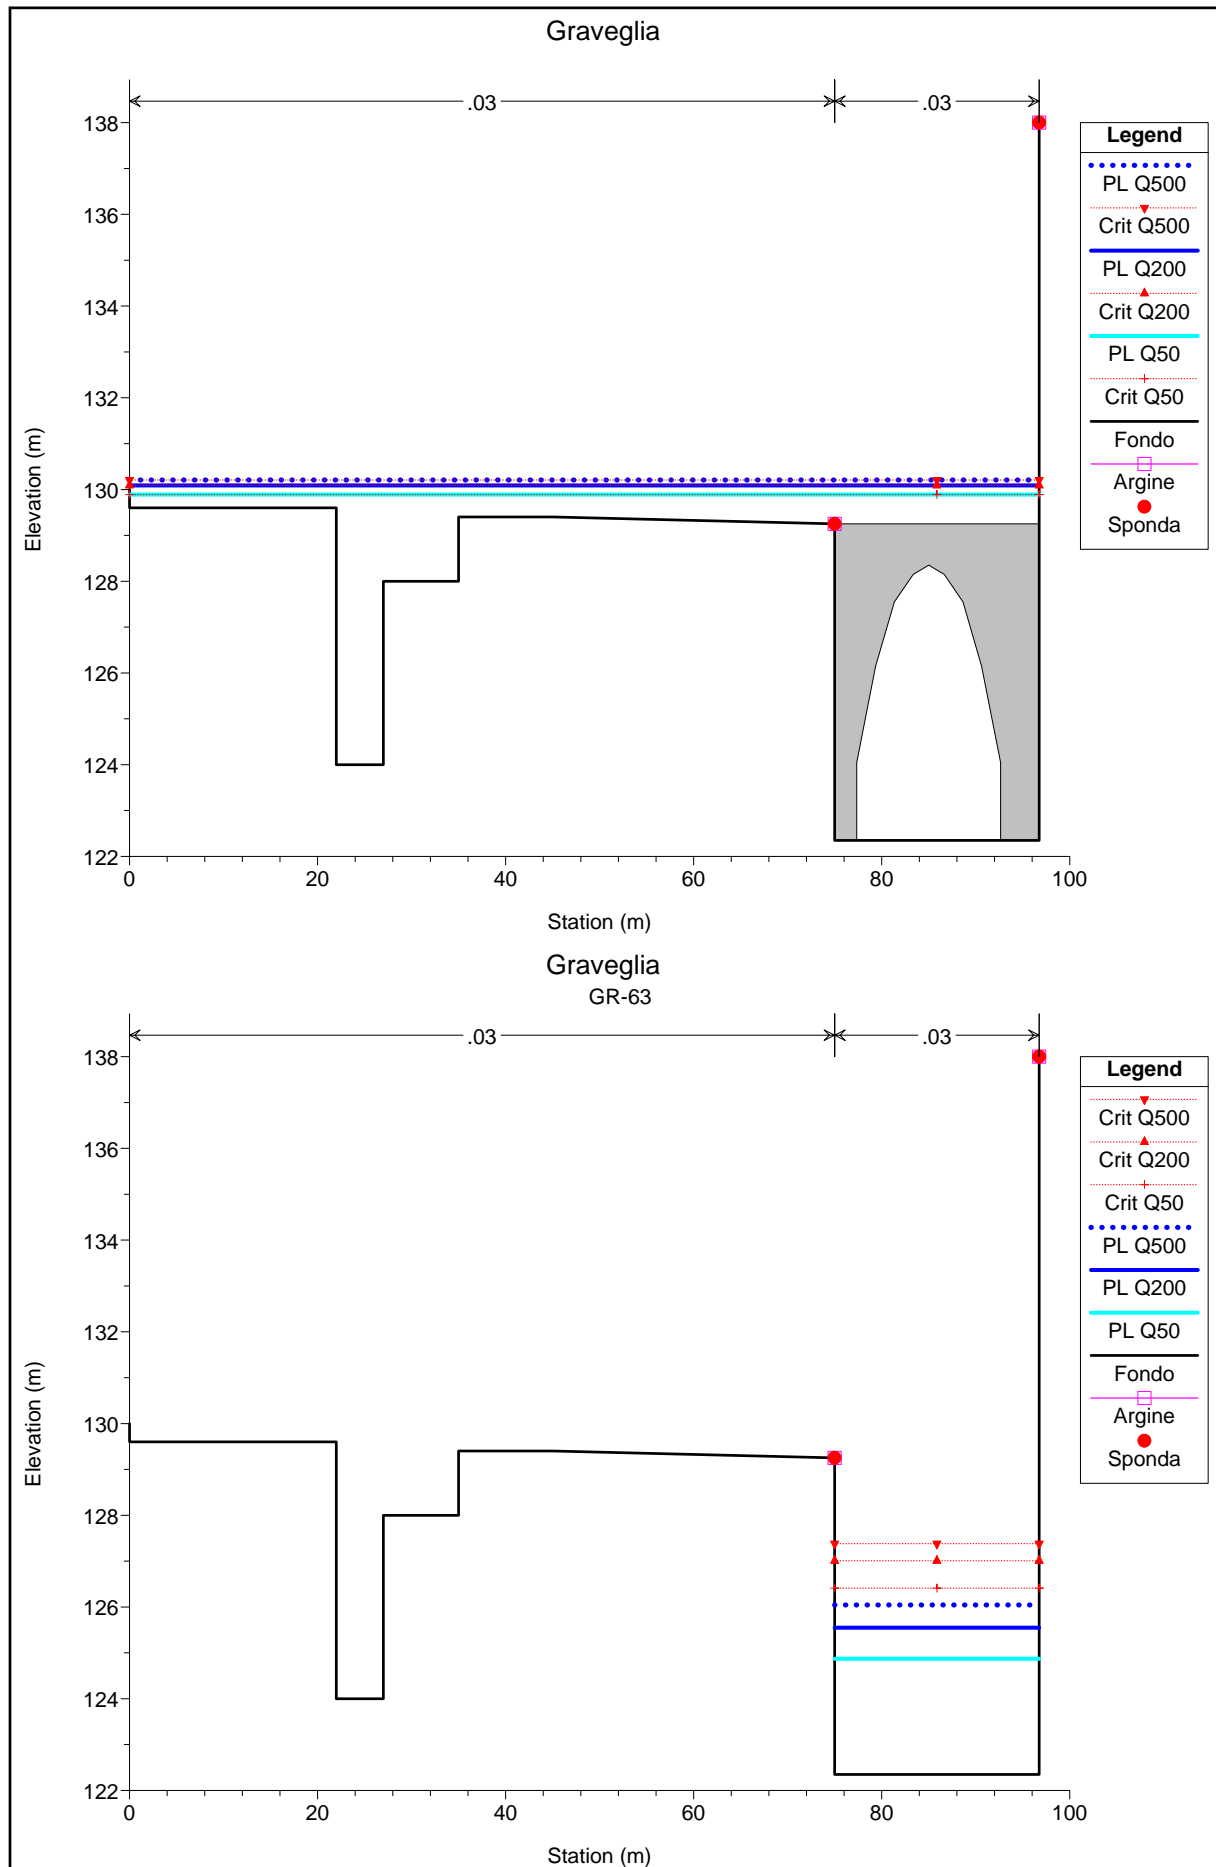 Graveglia
.03 .03
138
136
134
132
130
128
126
124
122
Elevation (m)
0 20 40 60 80 100
Station (m)
Legend
PL Q500
Crit Q500
PL Q200
Crit Q200
PL Q50
Crit Q50
Fondo
Argine
Sponda
Graveglia
GR-63
.03 .03
138
136
134
132
130
128
126
124
122
Elevation (m)
0 20 40 60 80 100
Station (m)
Legend
Crit Q500
Crit Q200
Crit Q50
PL Q500
PL Q200
PL Q50
Fondo
Argine
Sponda